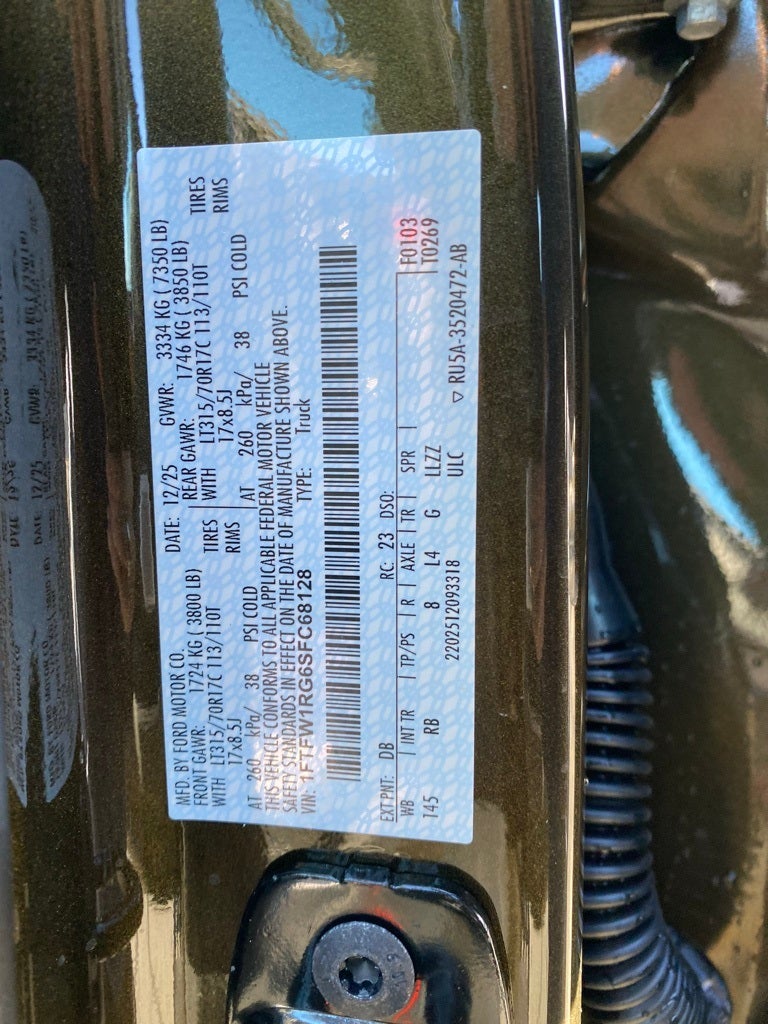 MFD. BY FORD MOTOR CO. DATE: 12/25 GVWR: 3334 KG ( 7350 LB)
FRONT GAWR: 1724 KG ( 3800 LB) REAR GAWR: 1746 KG ( 3850 LB)
WITH LT315/70R17C 113/110T TIRES WITH LT315/70R17C 113/110T TIRES
17x8.5J RIMS 17x8.5J RIMS
AT 260 kPa/ 38 PSI COLD AT 260 kPa/ 38 PSI COLD
THIS VEHICLE CONFORMS TO ALL APPLICABLE FEDERAL MOTOR VEHICLE
SAFETY STANDARDS IN EFFECT ON THE DATE OF MANUFACTURE SHOWN ABOVE.
VIN: 1FTFW1RG6SFC68128 TYPE: Truck
EXT PNT: DB RC: 23 DSO: F0103
WB INT TR TP/PS R AXLE TR SPR T0269
145 RB 8 L4 G LLZZ
2202512093318 ULC ▽ RU5A-3520472-AB
10.9